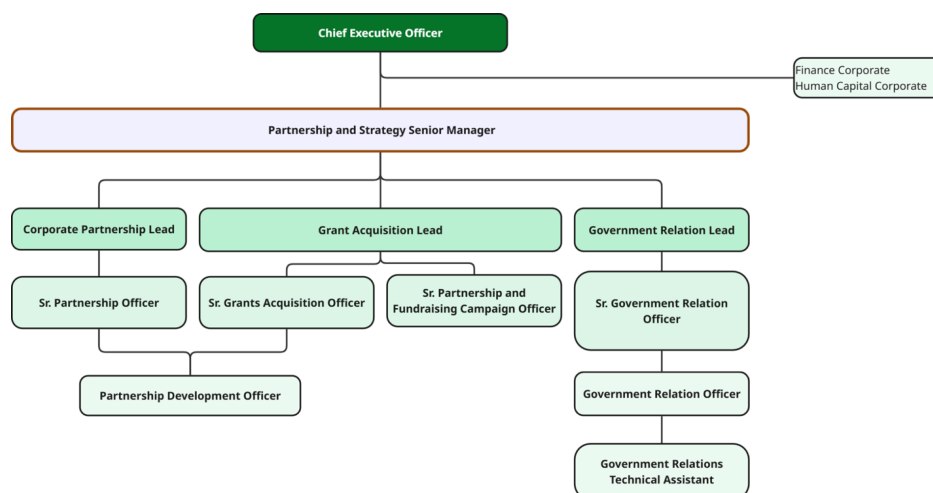 Chief Executive Officer
Finance Corporate
Human Capital Corporate
Partnership and Strategy Senior Manager
Corporate Partnership Lead
Grant Acquisition Lead
Government Relation Lead
Sr. Partnership Officer
Sr. Grants Acquisition Officer
Sr. Partnership and
Fundraising Campaign Officer
Sr. Government Relation
Officer
Partnership Development Officer
Government Relation Officer
Government Relations
Technical Assistant